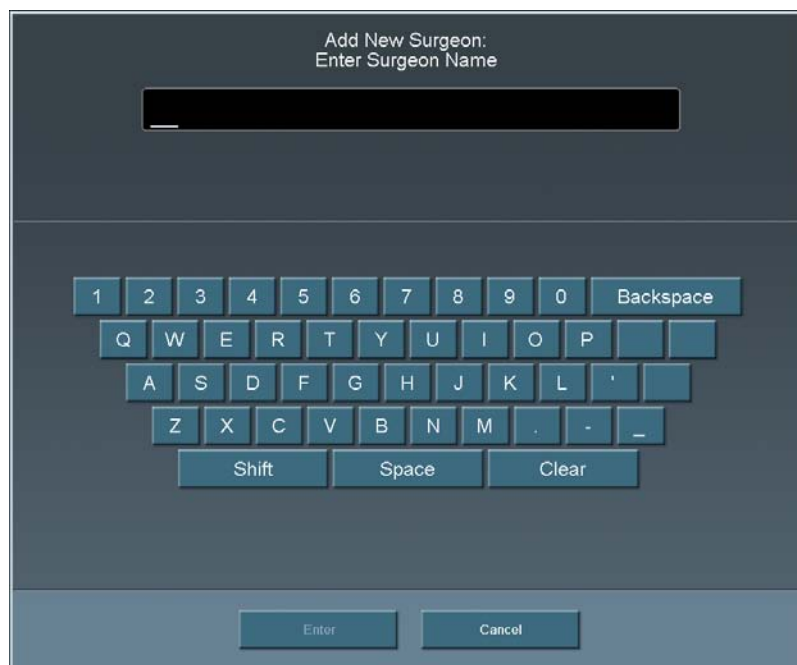 Add New Surgeon:
Enter Surgeon Name
1 2 3 4 5 6 7 8 9 0 Backspace
Q W E R T Y U I O P
A S D F G H J K L '
Z X C V B N M . - _
Shift Space Clear
Enter Cancel